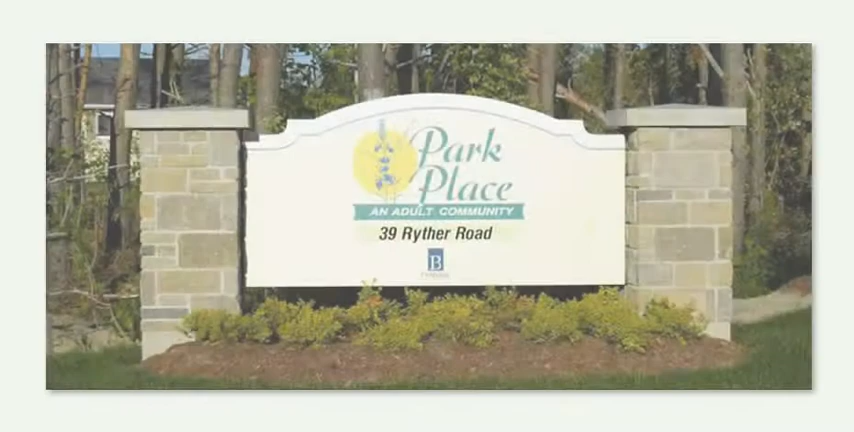 Park
Place
AN ADULT COMMUNITY
39 Ryther Road
B